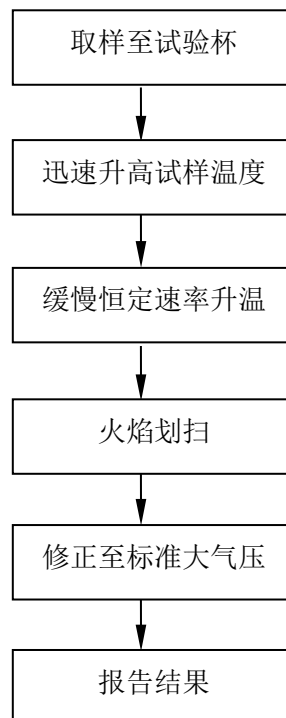 取样至试验杯
迅速升高试样温度
缓慢恒定速率升温
火焰划扫
修正至标准大气压
报告结果